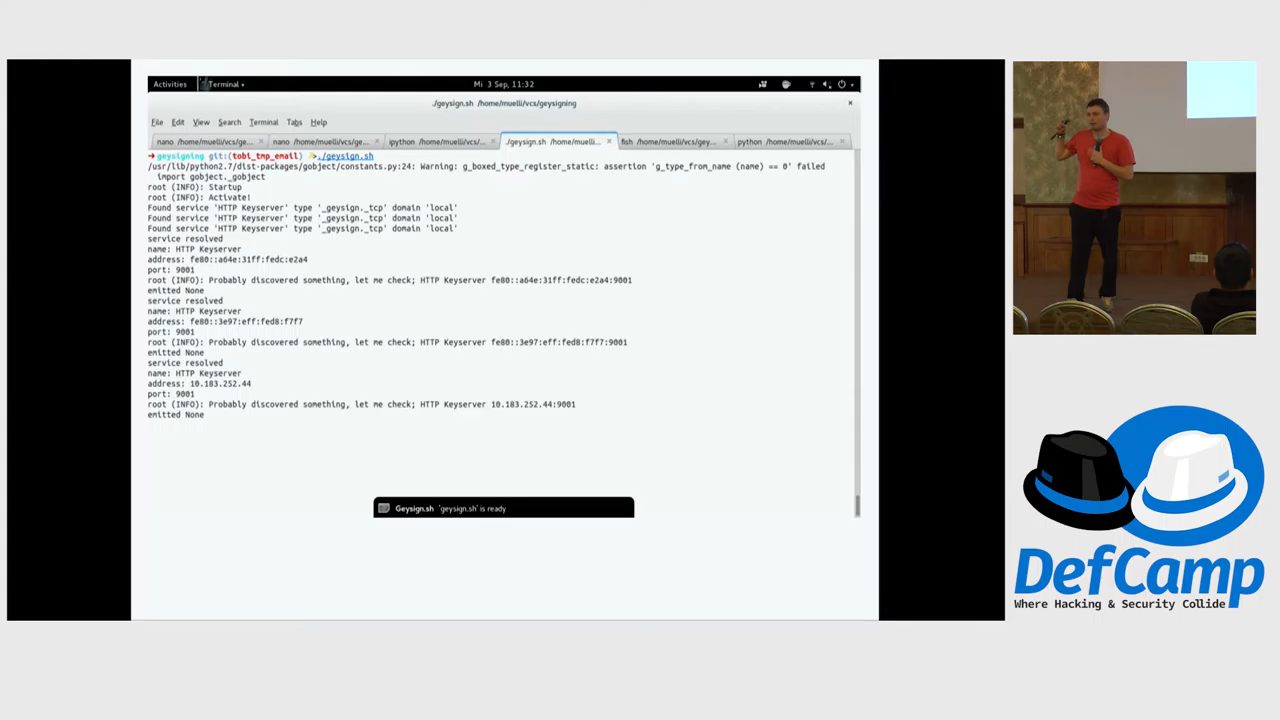 Activities
Terminal
Mi 3 Sep, 11:32
./geysign.sh /home/muelli/vcs/geysigning
File Edit View Search Terminal Tabs Help
nano /home/muelli/vcs/ge...
nano /home/muelli/vcs/ge...
ipython /home/muelli/vcs/...
./geysign.sh /home/muelli...
fish /home/muelli/vcs/gey...
python /home/muelli/vcs/...
geysigning git:(tobi_tmp_email) ./geysign.sh
/usr/lib/python2.7/dist-packages/gobject/constants.py:24: Warning: g_boxed_type_register_static: assertion 'g_type_from_name (name) == 0' failed
import gobject._gobject
root (INFO): Startup
root (INFO): Activate!
Found service 'HTTP Keyserver' type '_geysign._tcp' domain 'local'
Found service 'HTTP Keyserver' type '_geysign._tcp' domain 'local'
Found service 'HTTP Keyserver' type '_geysign._tcp' domain 'local'
service resolved
name: HTTP Keyserver
address: fe80::a64e:31ff:fedc:e2a4
port: 9001
root (INFO): Probably discovered something, let me check; HTTP Keyserver fe80::a64e:31ff:fedc:e2a4:9001
emitted None
service resolved
name: HTTP Keyserver
address: fe80::3e97:eff:fed8:f7f7
port: 9001
root (INFO): Probably discovered something, let me check; HTTP Keyserver fe80::3e97:eff:fed8:f7f7:9001
emitted None
service resolved
name: HTTP Keyserver
address: 10.183.252.44
port: 9001
root (INFO): Probably discovered something, let me check; HTTP Keyserver 10.183.252.44:9001
emitted None
Geysign.sh 'geysign.sh' is ready
DefCamp
Where Hacking & Security Collide